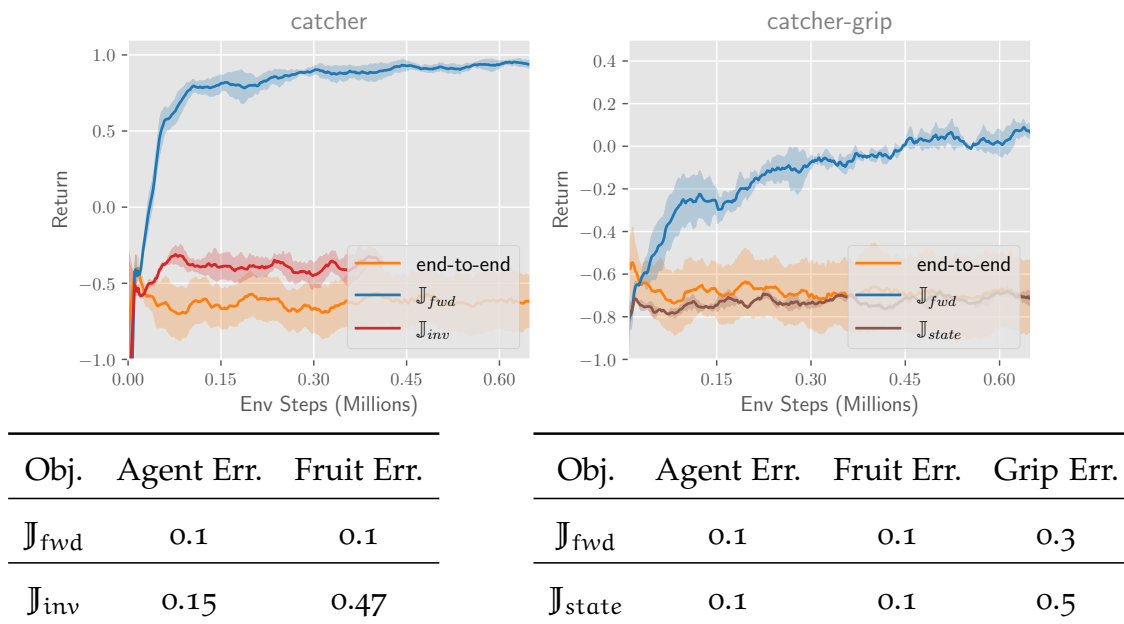 catcher
1.0
0.5
0.0
−0.5
−1.0
Return
0.00 0.15 0.30 0.45 0.60
Env Steps (Millions)
end-to-end
𝕁fwd
𝕁inv
catcher-grip
0.4
0.2
0.0
−0.2
−0.4
−0.6
−0.8
−1.0
Return
0.15 0.30 0.45 0.60
Env Steps (Millions)
end-to-end
𝕁fwd
𝕁state
Obj. Agent Err. Fruit Err.
𝕁fwd 0.1 0.1
𝕁inv 0.15 0.47
Obj. Agent Err. Fruit Err. Grip Err.
𝕁fwd 0.1 0.1 0.3
𝕁state 0.1 0.1 0.5